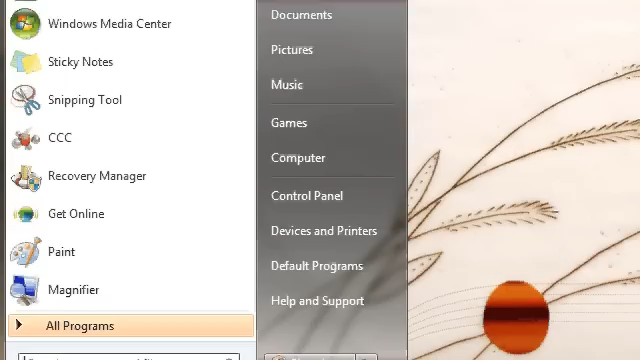 Windows Media Center
Sticky Notes
Snipping Tool
CCC
Recovery Manager
Get Online
Paint
Magnifier
All Programs
Documents
Pictures
Music
Games
Computer
Control Panel
Devices and Printers
Default Programs
Help and Support